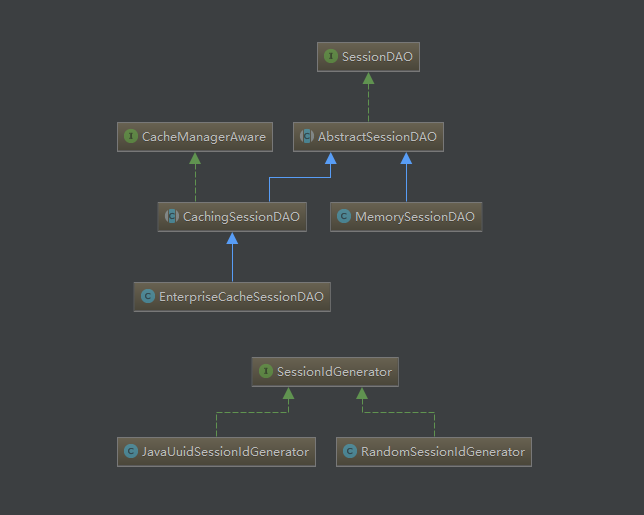 I SessionDAO
I CacheManagerAware
C AbstractSessionDAO
C CachingSessionDAO
C MemorySessionDAO
C EnterpriseCacheSessionDAO
I SessionIdGenerator
C JavaUuidSessionIdGenerator
C RandomSessionIdGenerator